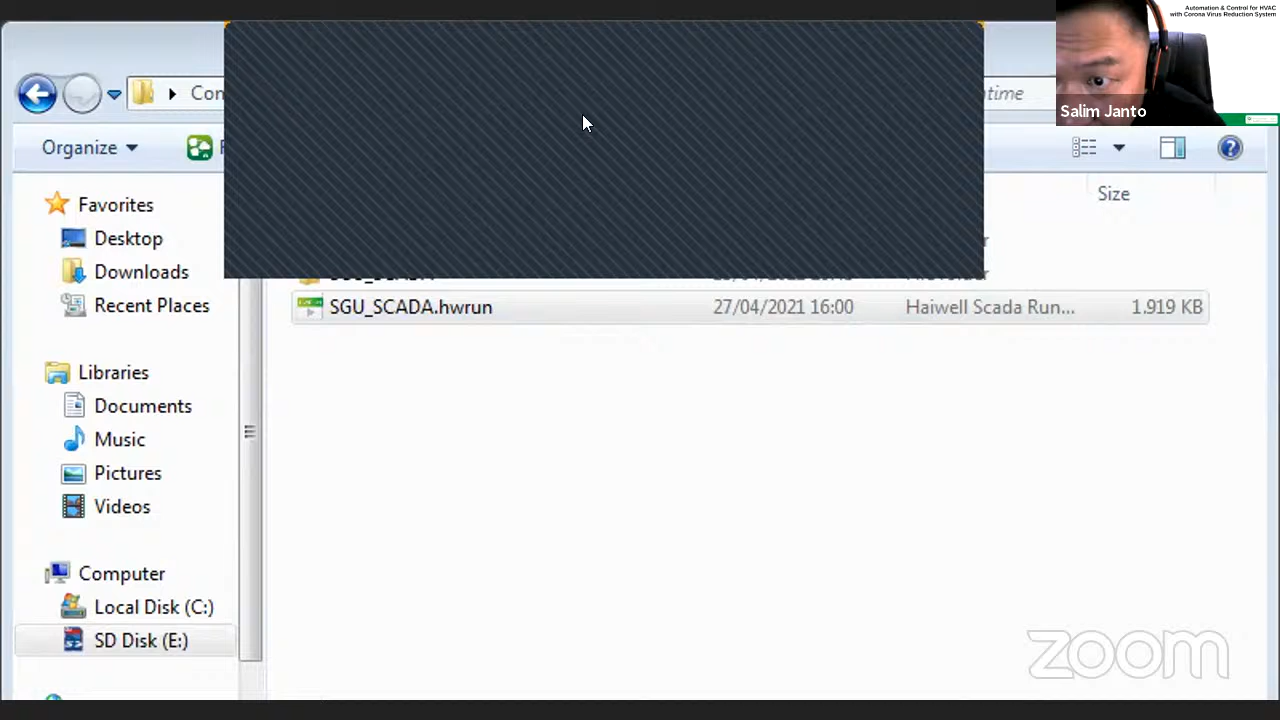 Automation & Control for HVAC
with Corona Virus Reduction System
Salim Janto
Con
ntime
Organize
Size
Favorites
Desktop
Downloads
Recent Places
SGU_SCADA.hwrun 27/04/2021 16:00 Haiwell Scada Run... 1.919 KB
Libraries
Documents
Music
Pictures
Videos
Computer
Local Disk (C:)
SD Disk (E:)
zoom